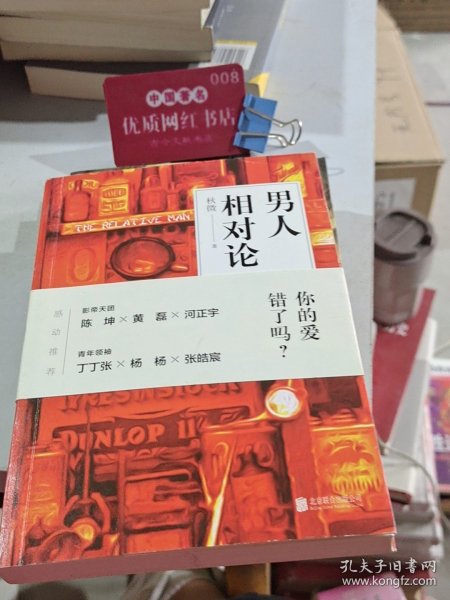 008
中国著名
优质网红书店
男人
相对论
秋微
著
THE RELATIVE MAN
你的爱
错了吗?
感动推荐
影帝天团
陈坤×黄磊×河正宇
青年领袖
丁丁张×杨杨×张皓宸
DUNLOP
北京联合出版公司
孔夫子旧书网
www.kongfz.com